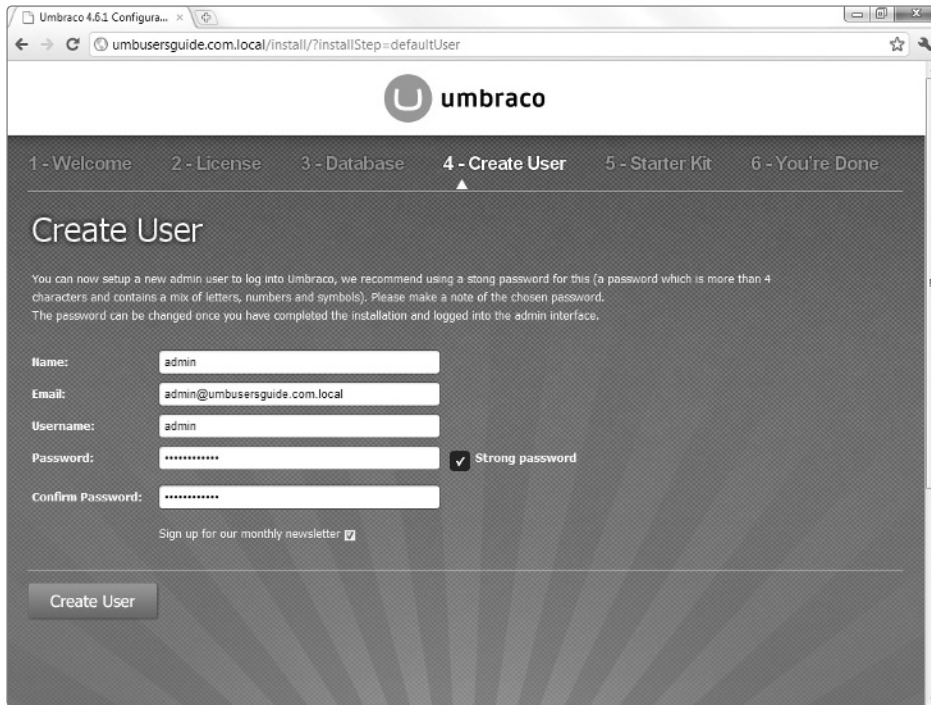 Umbraco 4.6.1 Configura...
umbusersguide.com.local/install/?installStep=defaultUser
umbraco
1 - Welcome 2 - License 3 - Database 4 - Create User 5 - Starter Kit 6 - You're Done
Create User
You can now setup a new admin user to log into Umbraco, we recommend using a stong password for this (a password which is more than 4
characters and contains a mix of letters, numbers and symbols). Please make a note of the chosen password.
The password can be changed once you have completed the installation and logged into the admin interface.
Name: admin
Email: admin@umbusersguide.com.local
Username: admin
Password: •••••••••••• Strong password
Confirm Password: ••••••••••••
Sign up for our monthly newsletter
Create User